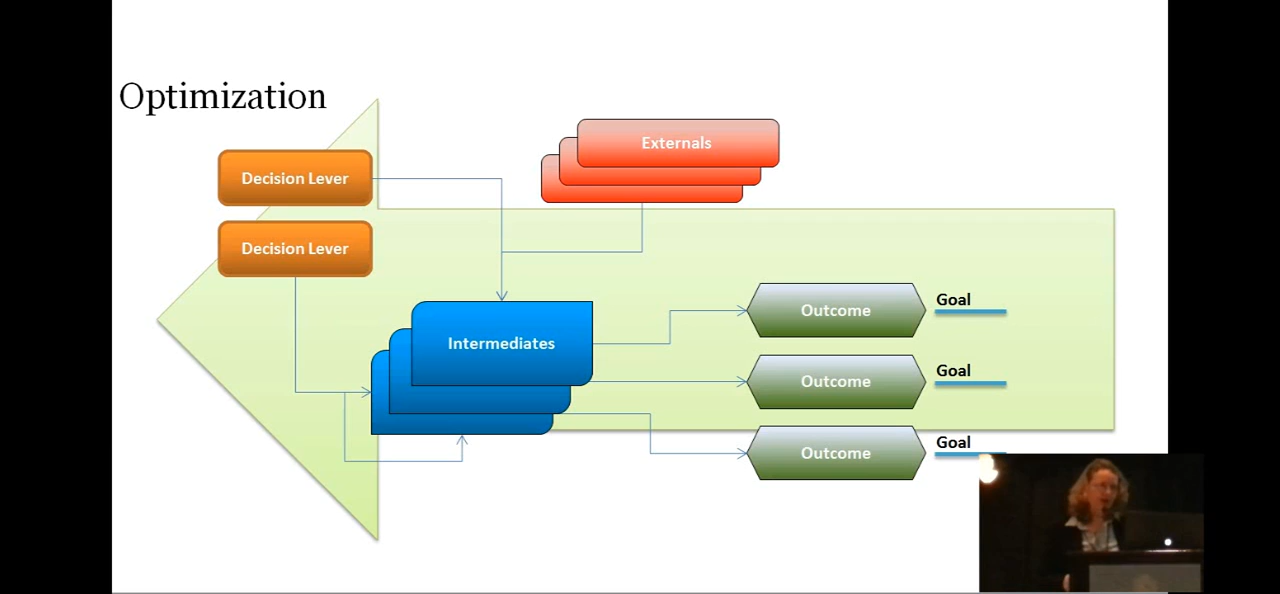 Optimization
Externals
Decision Lever
Decision Lever
Goal
Outcome
Intermediates
Goal
Outcome
Goal
Outcome